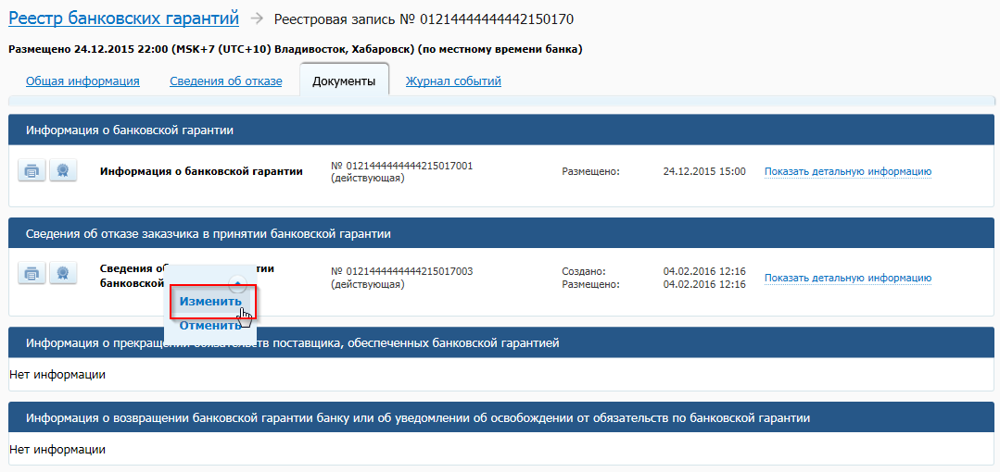 Реестр банковских гарантий → Реестровая запись № 01214444444442150170
Размещено 24.12.2015 22:00 (MSK+7 (UTC+10) Владивосток, Хабаровск) (по местному времени банка)
Общая информация Сведения об отказе Документы Журнал событий
Информация о банковской гарантии
Информация о банковской гарантии № 0121444444444215017001 Размещено: 24.12.2015 15:00 Показать детальную информацию
(действующая)
Сведения об отказе заказчика в принятии банковской гарантии
Сведения № 0121444444444215017003 Создано: 04.02.2016 12:16 Показать детальную информацию
банковской (действующая) Размещено: 04.02.2016 12:16
Изменить
Отменить
Информация о прекращении обязательств поставщика, обеспеченных банковской гарантией
Нет информации
Информация о возвращении банковской гарантии банку или об уведомлении об освобождении от обязательств по банковской гарантии
Нет информации